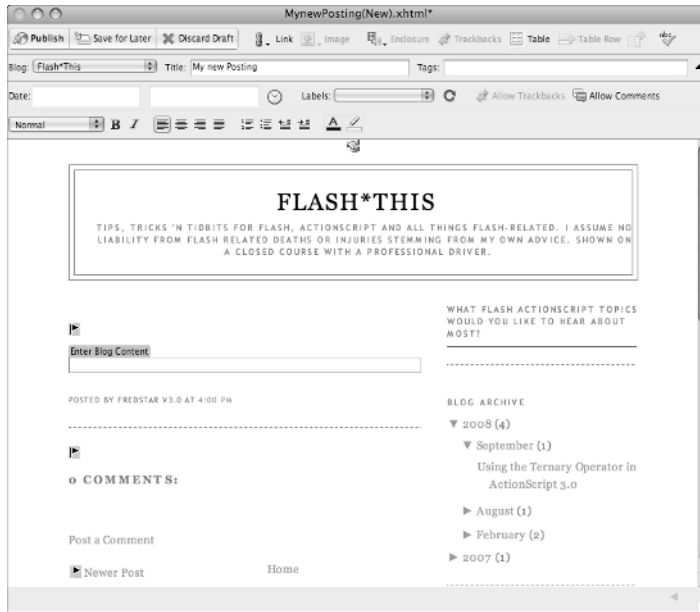 MynewPosting(New).xhtml*
Publish Save for Later Discard Draft Link Image Enclosure Trackbacks Table Table Row abc
Blog: Flash*This Title: My new Posting Tags:
Date: Labels: Allow Trackbacks Allow Comments
Normal B I A
FLASH*THIS
TIPS, TRICKS 'N TIDBITS FOR FLASH, ACTIONSCRIPT AND ALL THINGS FLASH-RELATED. I ASSUME NO
LIABILITY FROM FLASH RELATED DEATHS OR INJURIES STEMMING FROM MY OWN ADVICE. SHOWN ON
A CLOSED COURSE WITH A PROFESSIONAL DRIVER.
Enter Blog Content
POSTED BY FREDSTAR V3.0 AT 4:00 PM
0 COMMENTS:
Post a Comment
Newer Post Home
WHAT FLASH ACTIONSCRIPT TOPICS
WOULD YOU LIKE TO HEAR ABOUT
MOST?
BLOG ARCHIVE
▼ 2008 (4)
▼ September (1)
Using the Ternary Operator in
ActionScript 3.0
► August (1)
► February (2)
► 2007 (1)